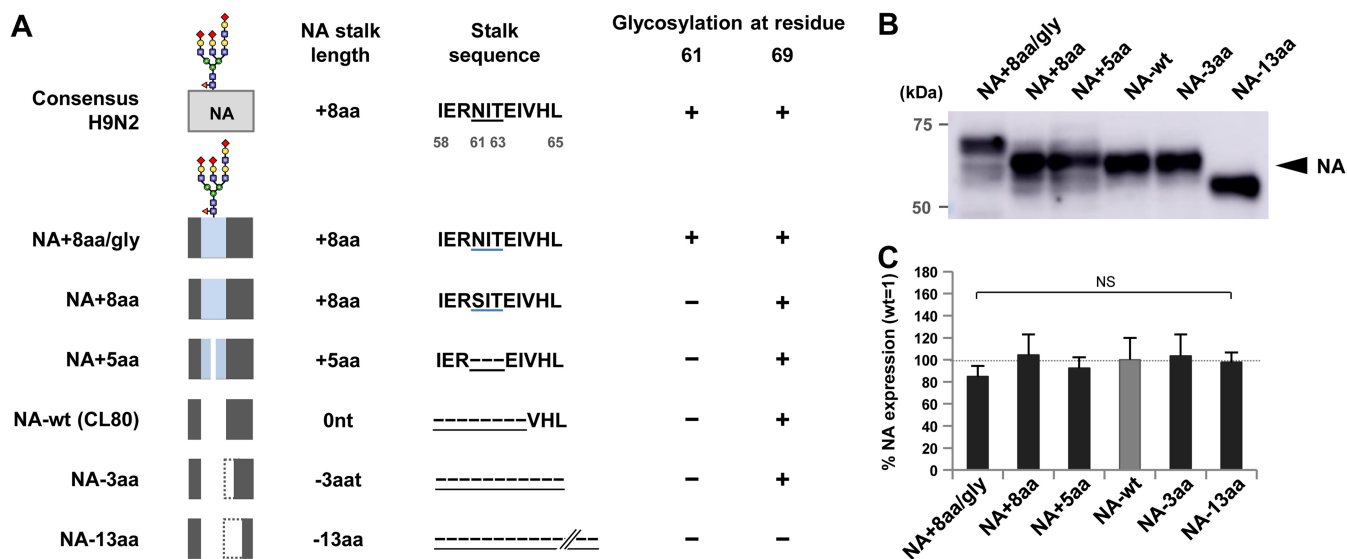 A
NA stalk length
Stalk sequence
Glycosylation at residue
61 69
Consensus H9N2
NA
+8aa
IERNITEIVHL
+ +
58 61 63 65
NA+8aa/gly
+8aa
IERNITEIVHL
+ +
NA+8aa
+8aa
IERSITEIVHL
– +
NA+5aa
+5aa
IER---EIVHL
– +
NA-wt (CL80)
0nt
--------VHL
– +
NA-3aa
-3aat
-----------
– +
NA-13aa
-13aa
-----------//--
– –
B
NA+8aa/gly
NA+8aa
NA+5aa
NA-wt
NA-3aa
NA-13aa
(kDa)
75
50
NA
C
% NA expression (wt=1)
180
160
140
120
100
80
60
40
20
0
NS
NA+8aa/gly
NA+8aa
NA+5aa
NA-wt
NA-3aa
NA-13aa